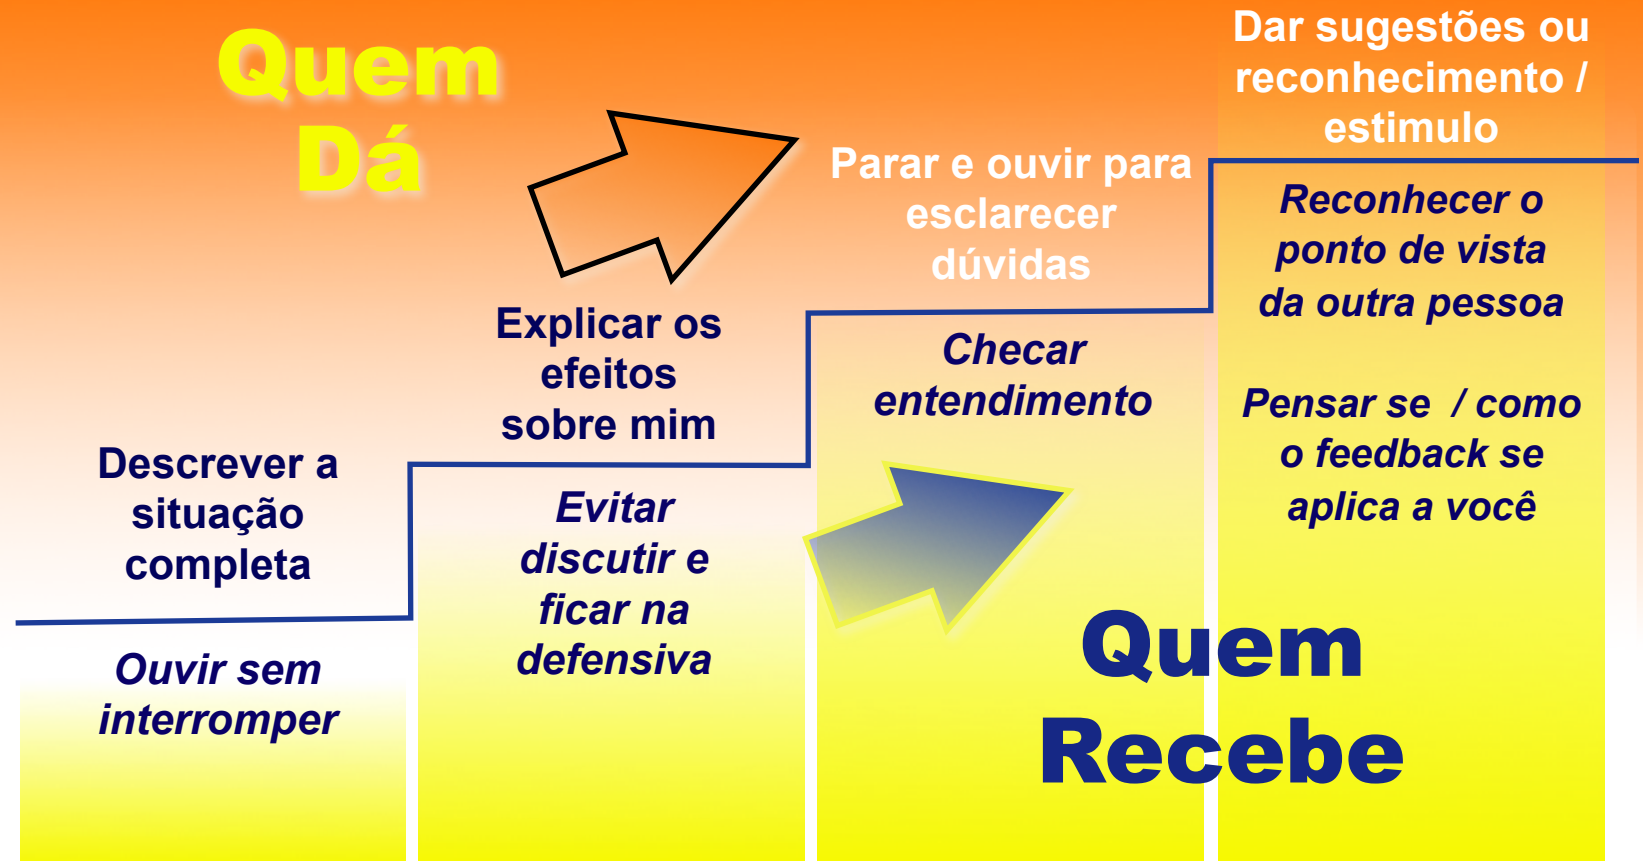 Quem
Dá
Dar sugestões ou
reconhecimento /
estimulo
Parar e ouvir para
esclarecer
dúvidas
Explicar os
efeitos
sobre mim
Descrever a
situação
completa
Ouvir sem
interromper
Evitar
discutir e
ficar na
defensiva
Checar
entendimento
Reconhecer o
ponto de vista
da outra pessoa
Pensar se / como
o feedback se
aplica a você
Quem
Recebe